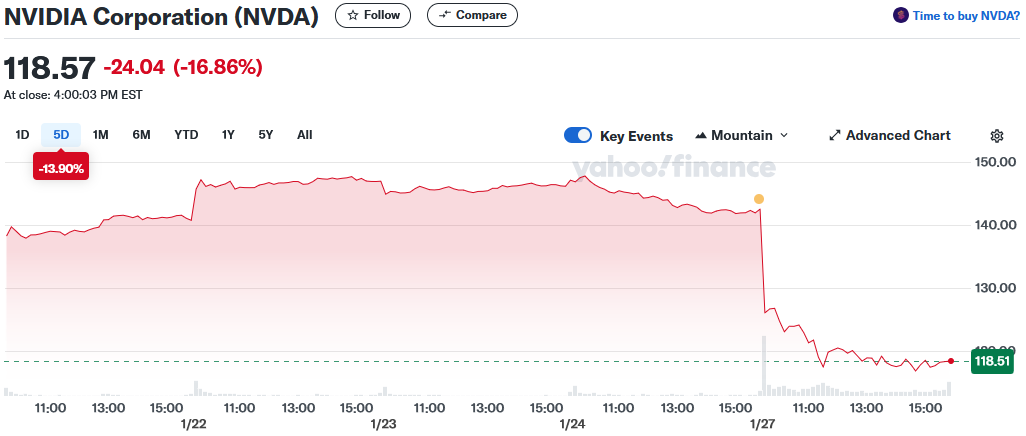 NVIDIA Corporation (NVDA) Follow Compare Time to buy NVDA?
118.57 -24.04 (-16.86%)
At close: 4:00:03 PM EST
1D 5D 1M 6M YTD 1Y 5Y All Key Events Mountain Advanced Chart
-13.90%
yahoo!finance
150.00
140.00
130.00
120.00
118.51
11:00 13:00 15:00 11:00 13:00 15:00 11:00 13:00 15:00 11:00 13:00 15:00 11:00 13:00 15:00
1/22 1/23 1/24 1/27